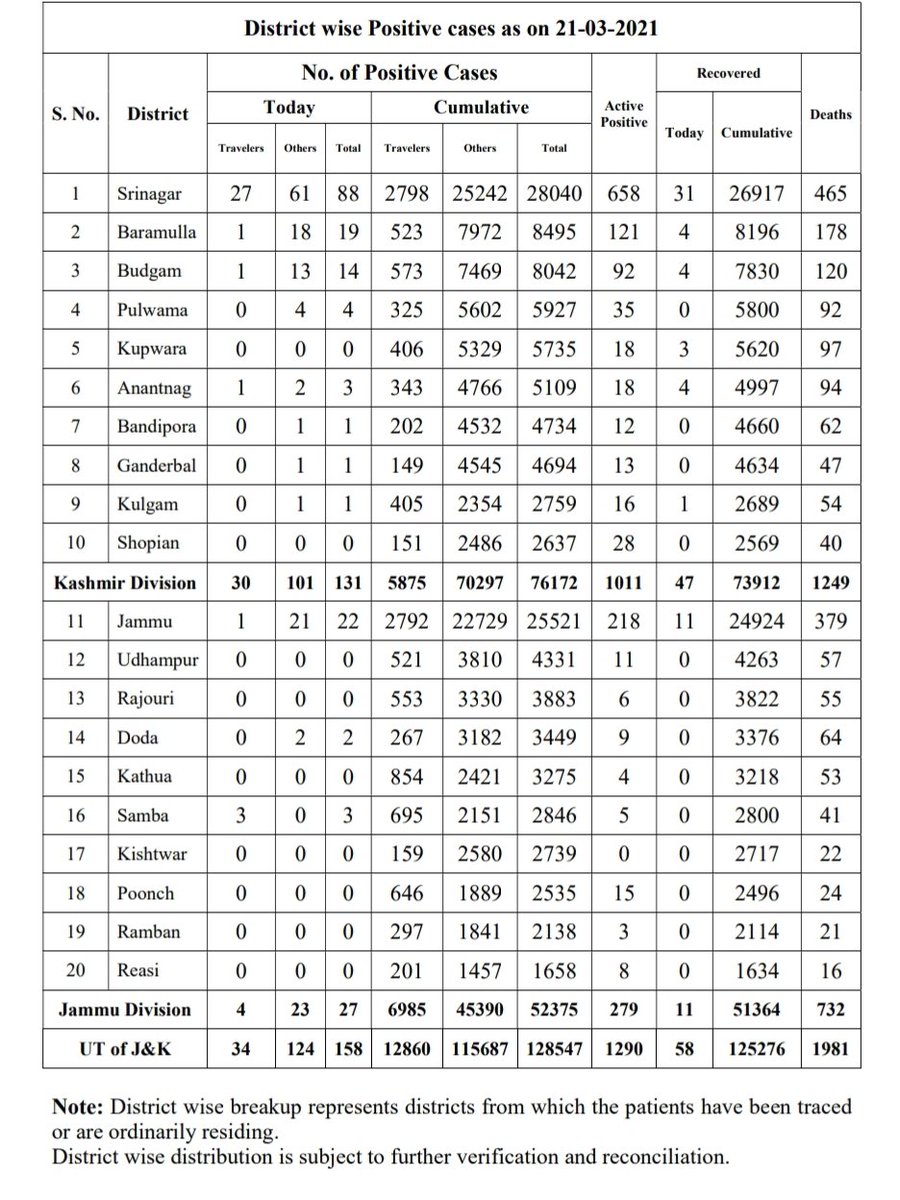 District wise Positive cases as on 21-03-2021
S. No. District No. of Positive Cases Active Positive Recovered Deaths
Today Cumulative Today Cumulative
Travelers Others Total Travelers Others Total
1 Srinagar 27 61 88 2798 25242 28040 658 31 26917 465
2 Baramulla 1 18 19 523 7972 8495 121 4 8196 178
3 Budgam 1 13 14 573 7469 8042 92 4 7830 120
4 Pulwama 0 4 4 325 5602 5927 35 0 5800 92
5 Kupwara 0 0 0 406 5329 5735 18 3 5620 97
6 Anantnag 1 2 3 343 4766 5109 18 4 4997 94
7 Bandipora 0 1 1 202 4532 4734 12 0 4660 62
8 Ganderbal 0 1 1 149 4545 4694 13 0 4634 47
9 Kulgam 0 1 1 405 2354 2759 16 1 2689 54
10 Shopian 0 0 0 151 2486 2637 28 0 2569 40
Kashmir Division 30 101 131 5875 70297 76172 1011 47 73912 1249
11 Jammu 1 21 22 2792 22729 25521 218 11 24924 379
12 Udhampur 0 0 0 521 3810 4331 11 0 4263 57
13 Rajouri 0 0 0 553 3330 3883 6 0 3822 55
14 Doda 0 2 2 267 3182 3449 9 0 3376 64
15 Kathua 0 0 0 854 2421 3275 4 0 3218 53
16 Samba 3 0 3 695 2151 2846 5 0 2800 41
17 Kishtwar 0 0 0 159 2580 2739 0 0 2717 22
18 Poonch 0 0 0 646 1889 2535 15 0 2496 24
19 Ramban 0 0 0 297 1841 2138 3 0 2114 21
20 Reasi 0 0 0 201 1457 1658 8 0 1634 16
Jammu Division 4 23 27 6985 45390 52375 279 11 51364 732
UT of J&K 34 124 158 12860 115687 128547 1290 58 125276 1981
Note: District wise breakup represents districts from which the patients have been traced
or are ordinarily residing.
District wise distribution is subject to further verification and reconciliation.